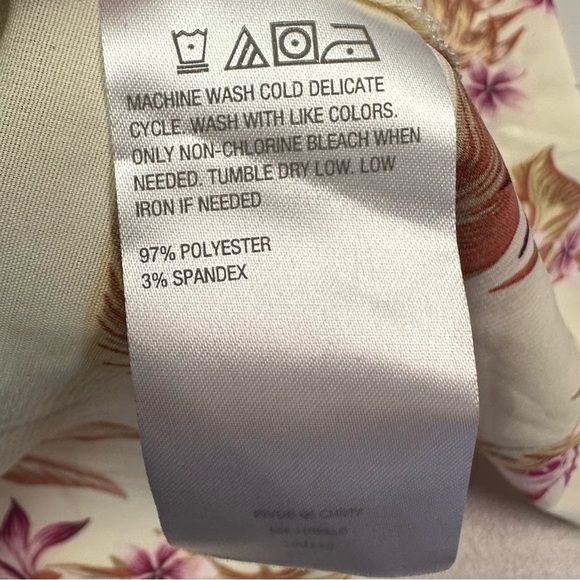 MACHINE WASH COLD DELICATE
CYCLE. WASH WITH LIKE COLORS.
ONLY NON-CHLORINE BLEACH WHEN
NEEDED. TUMBLE DRY LOW. LOW
IRON IF NEEDED
97% POLYESTER
3% SPANDEX